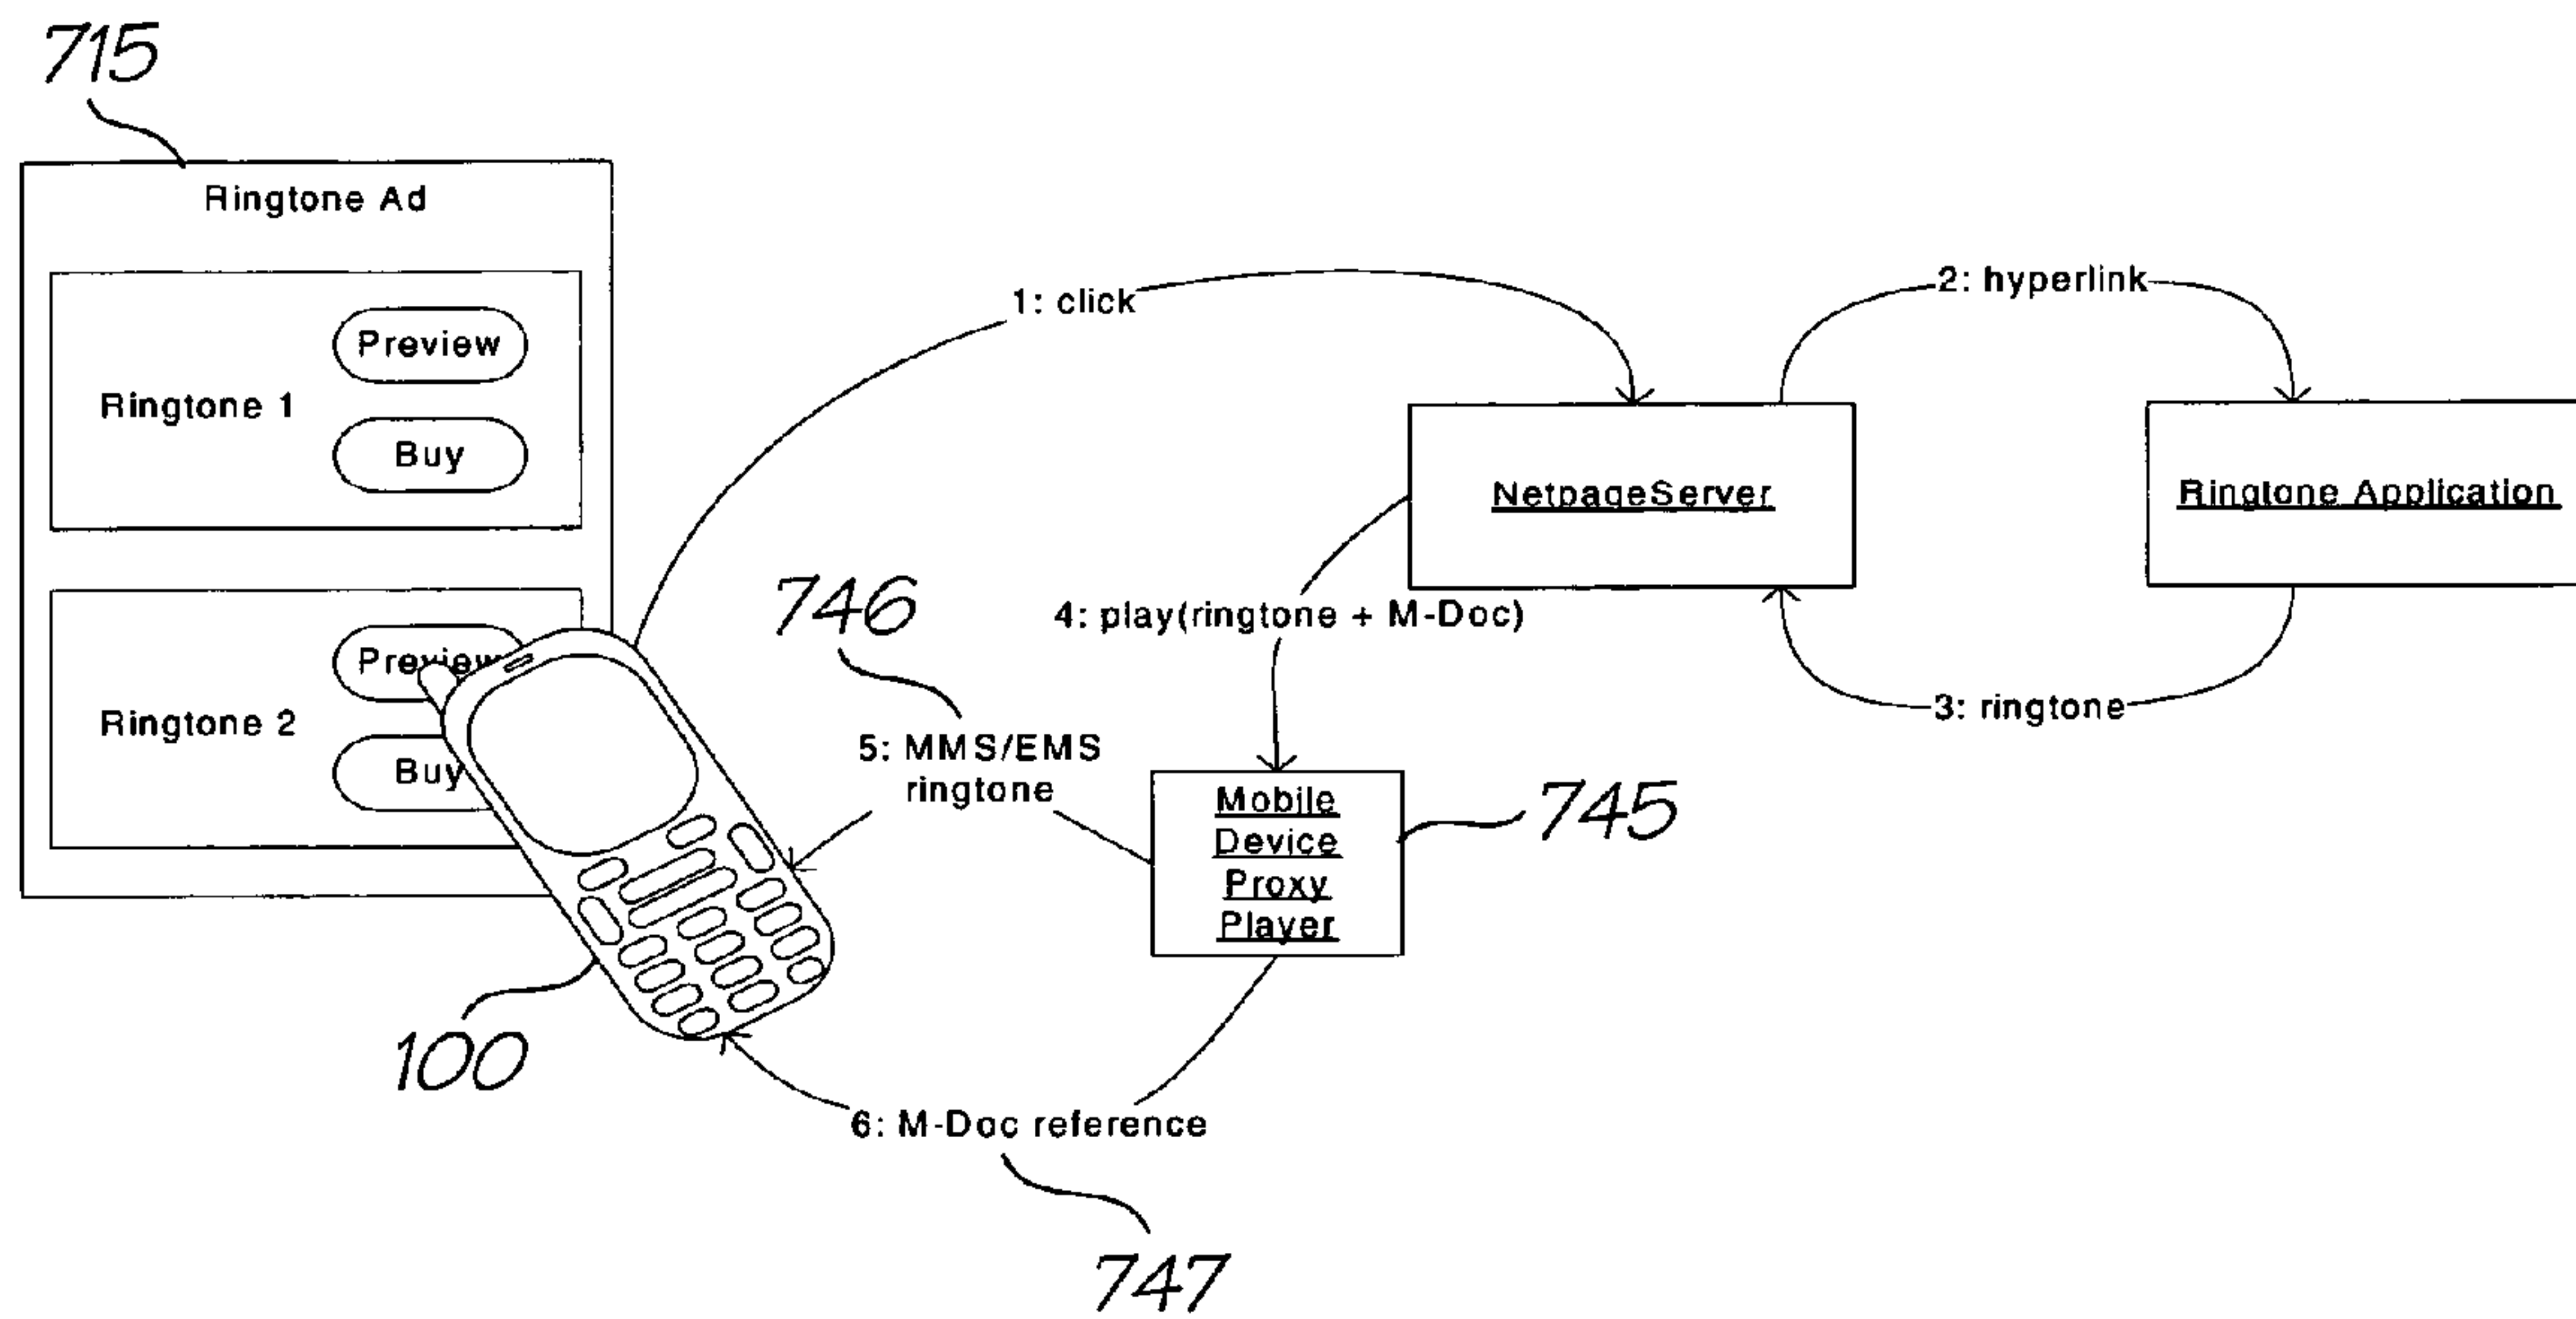 715
Ringtone Ad
Preview
Ringtone 1
Buy
Preview
Ringtone 2
Buy
100
1: click
2: hyperlink
NetpageServer
Ringtone Application
3: ringtone
4: play(ringtone + M-Doc)
746
5: MMS/EMS
ringtone
Mobile
Device
Proxy
Player
745
6: M-Doc reference
747